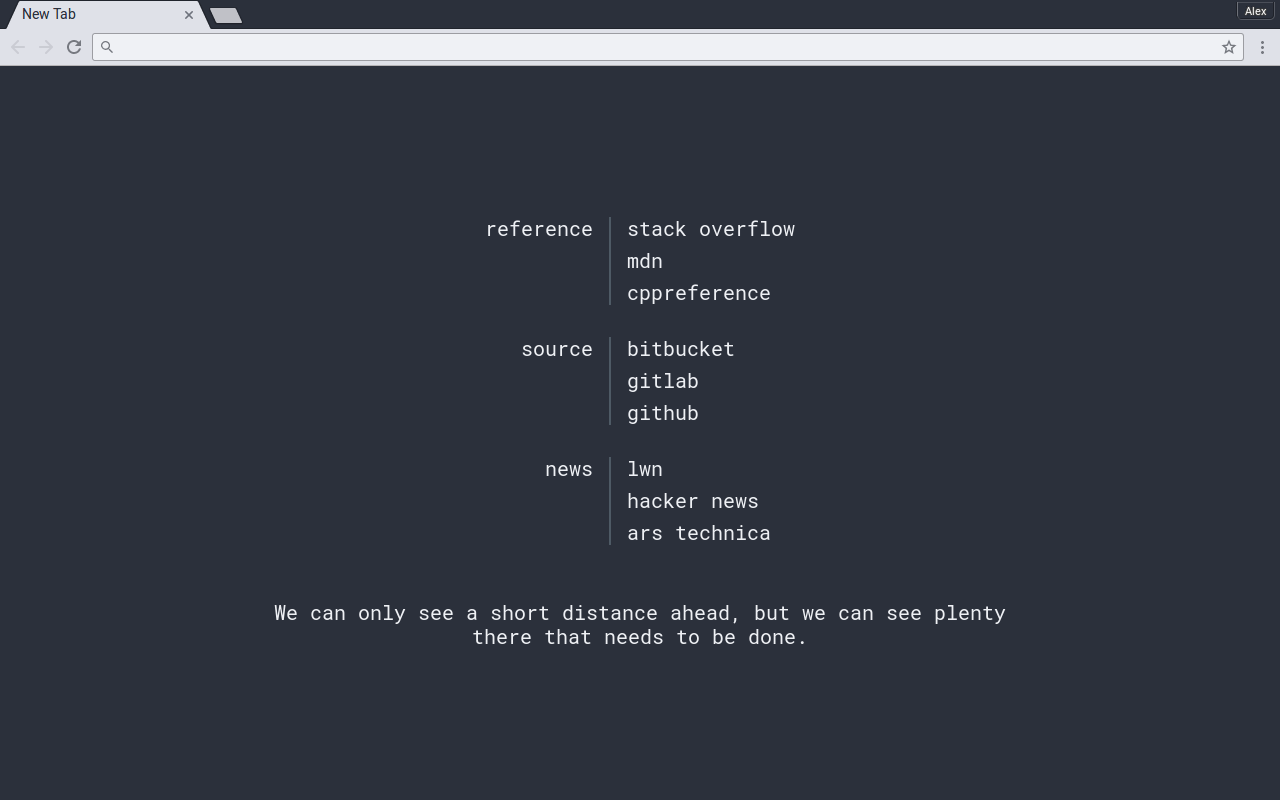 New Tab
Alex
reference
stack overflow
mdn
cppreference
source
bitbucket
gitlab
github
news
lwn
hacker news
ars technica
We can only see a short distance ahead, but we can see plenty
there that needs to be done.